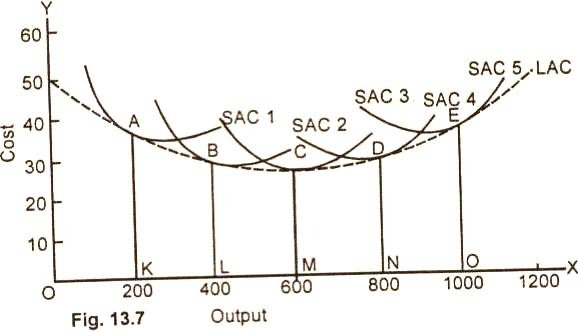 Y
60
50
40
30
20
10
Cost
A
B
C
D
E
SAC 1
SAC 2
SAC 3
SAC 4
SAC 5
LAC
K
L
M
N
O
X
O
200
400
600
800
1000
1200
Fig. 13.7
Output